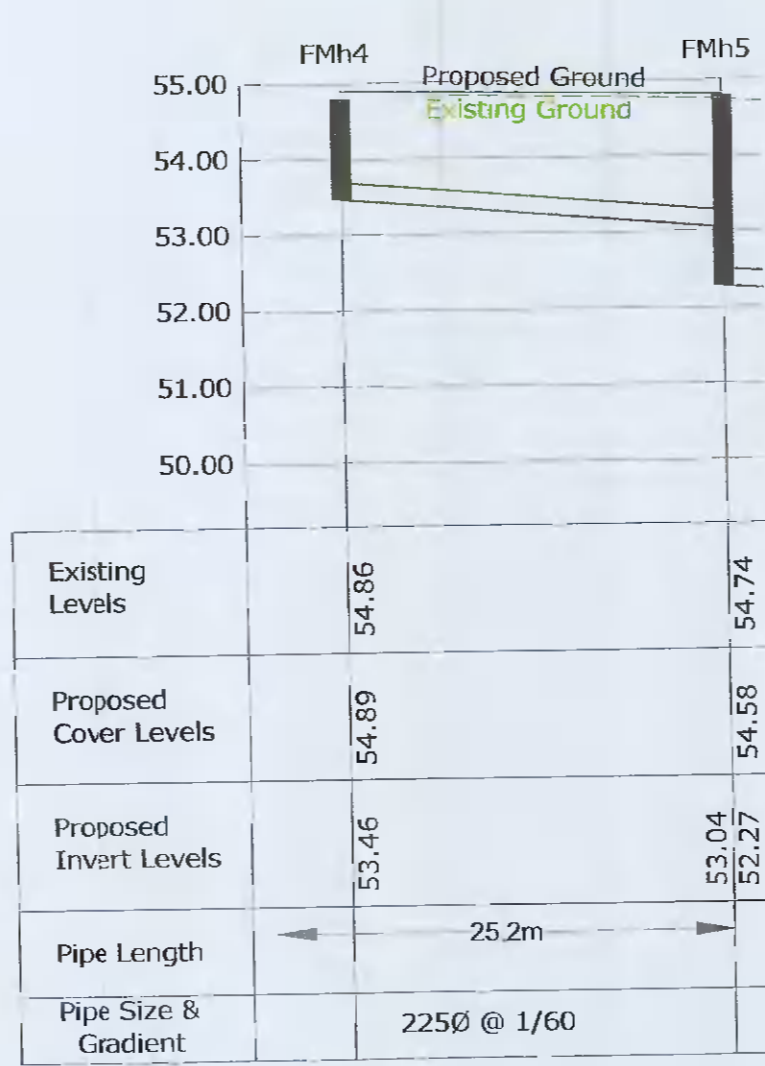 FMh4 FMh5
Proposed Ground
55.00
Existing Ground
54.00
53.00
52.00
51.00
50.00
Existing
Levels
54.86
54.74
Proposed
Cover Levels
54.89
54.58
Proposed
Invert Levels
53.46
53.04
52.27
Pipe Length
25.2m
Pipe Size &
Gradient
225Ø @ 1/60